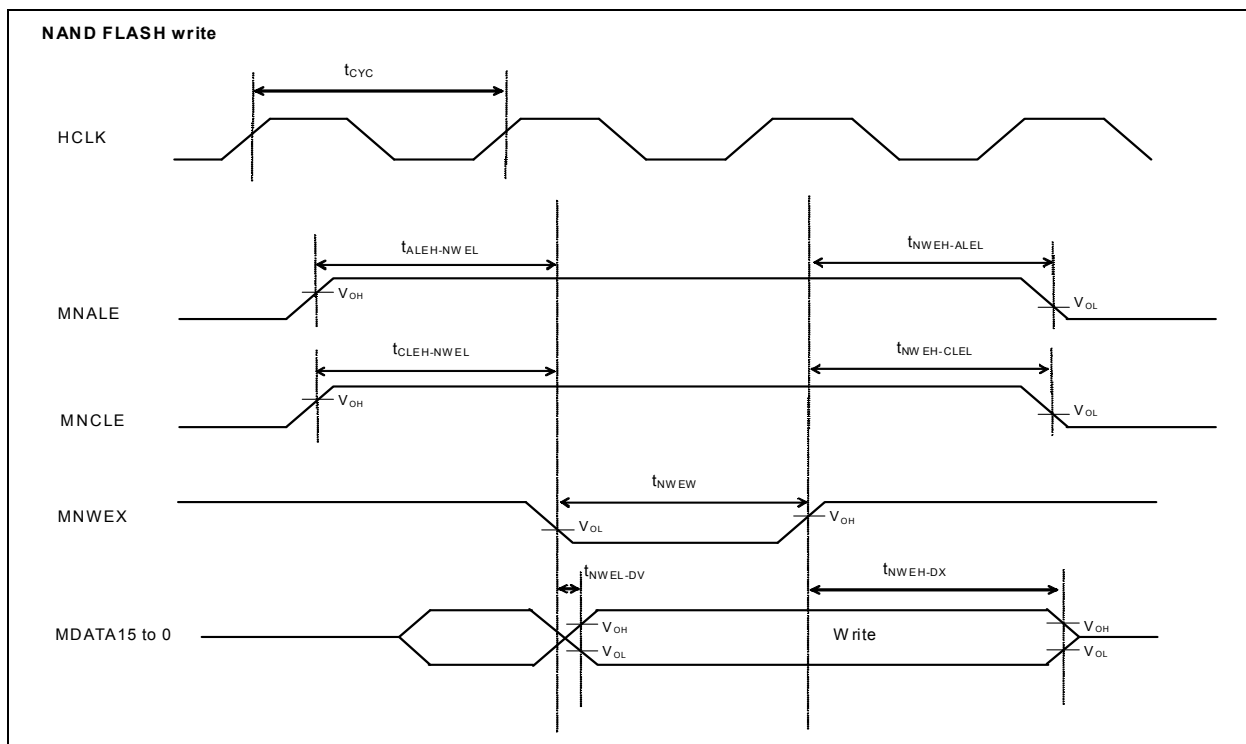 NAND FLASH write
tCYC
HCLK
tALEH-NWEL
tNWEH-ALEL
VOH
VOL
MNALE
tCLEH-NWEL
tNWEH-CLEL
VOH
VOL
MNCLE
tNWEW
MNWEX
VOL
VOH
tNWEL-DV
tNWEH-DX
MDATA15 to 0
VOH
Write
VOH
VOL
VOL